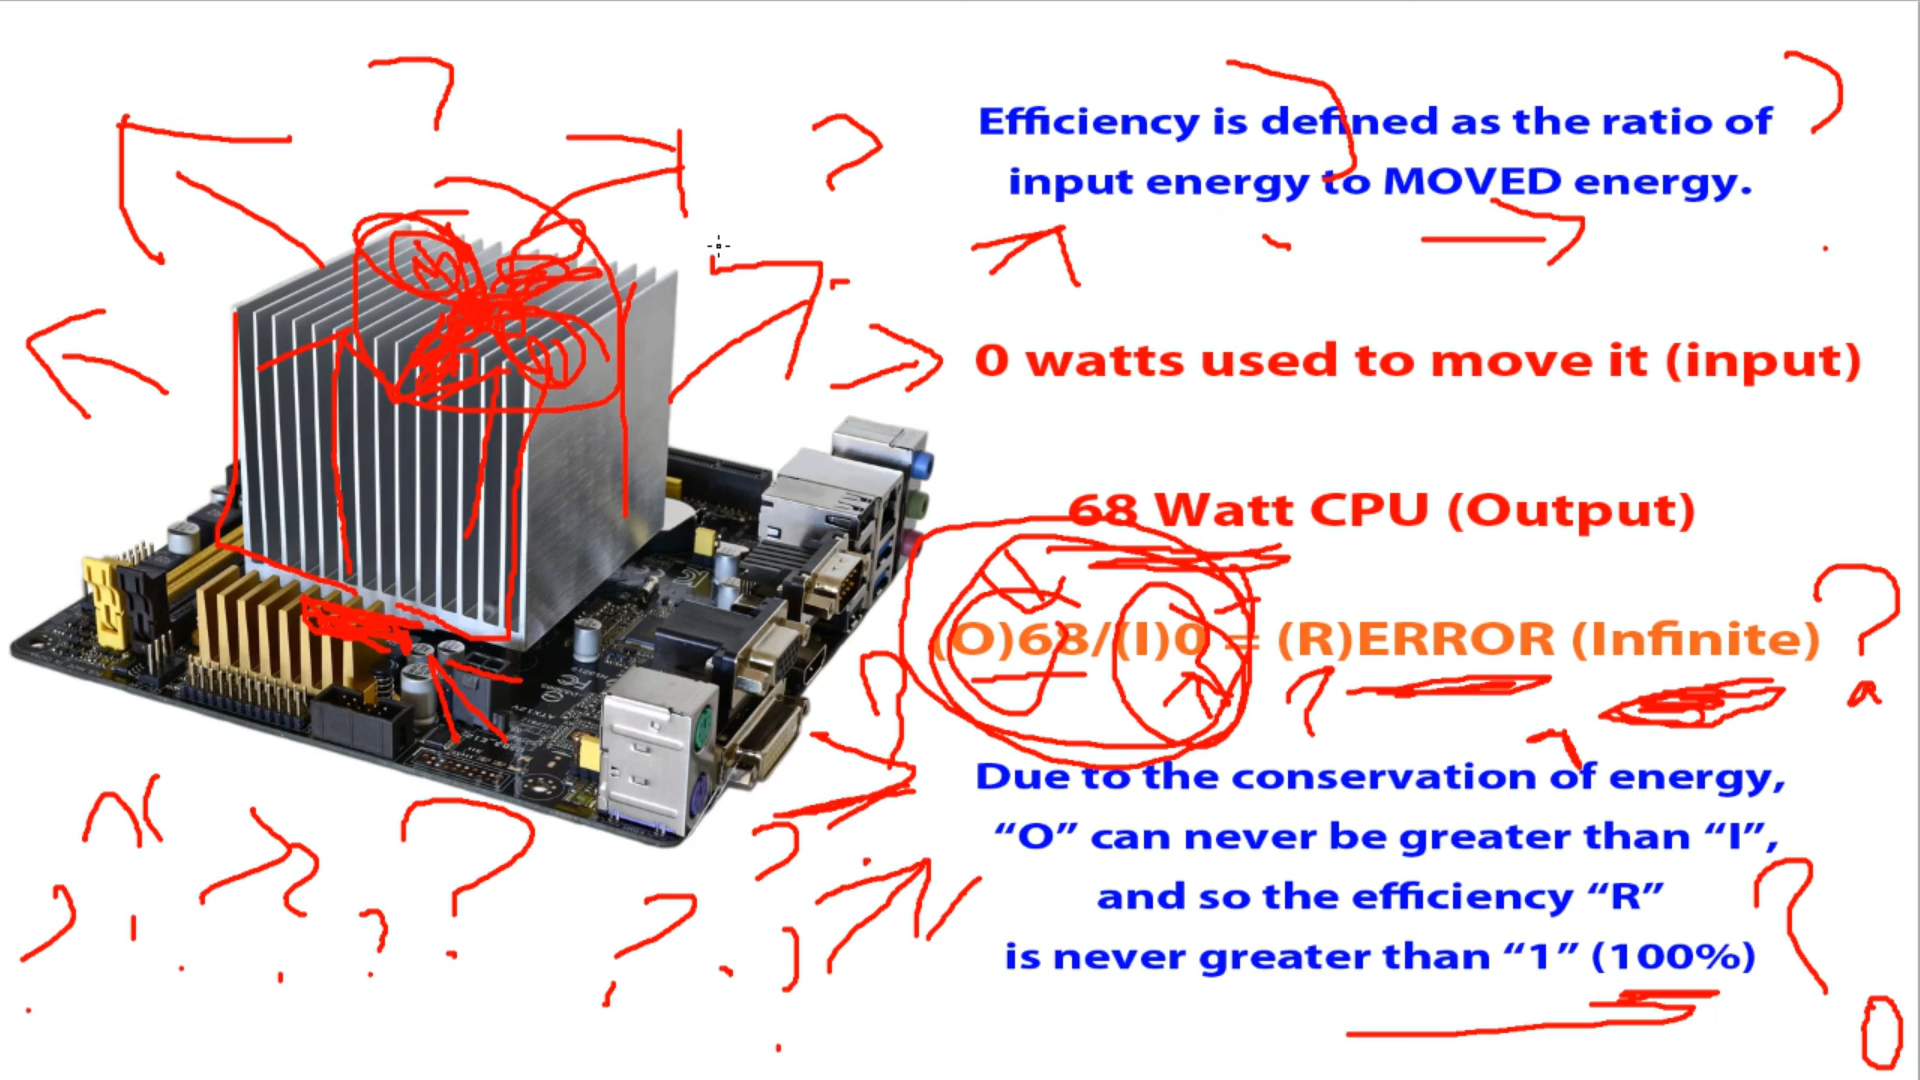 Efficiency is defined as the ratio of
input energy to MOVED energy.
0 watts used to move it (input)
68 Watt CPU (Output)
(O)68/(I)0 = (R)ERROR (Infinite)
Due to the conservation of energy,
“O” can never be greater than “I”,
and so the efficiency “R”
is never greater than “1” (100%)